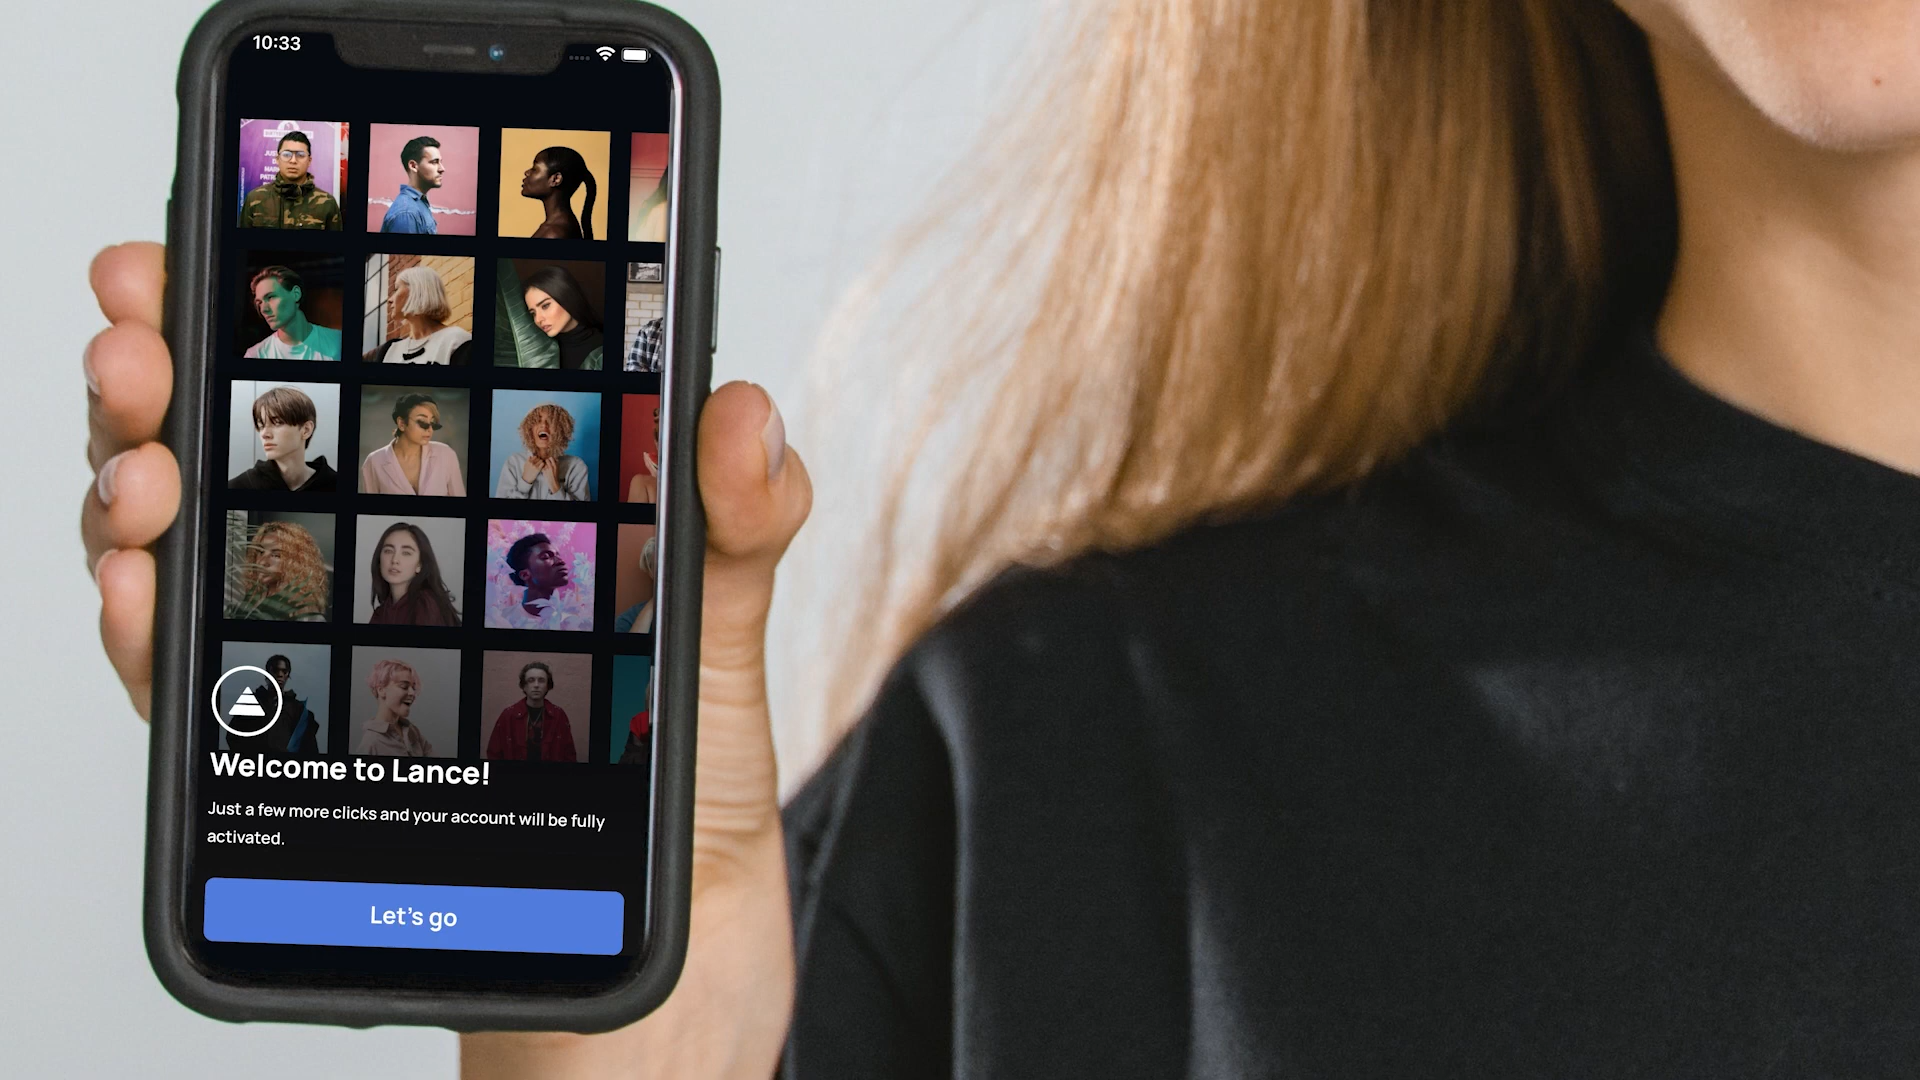 10:33
Welcome to Lance!
Just a few more clicks and your account will be fully
activated.
Let's go